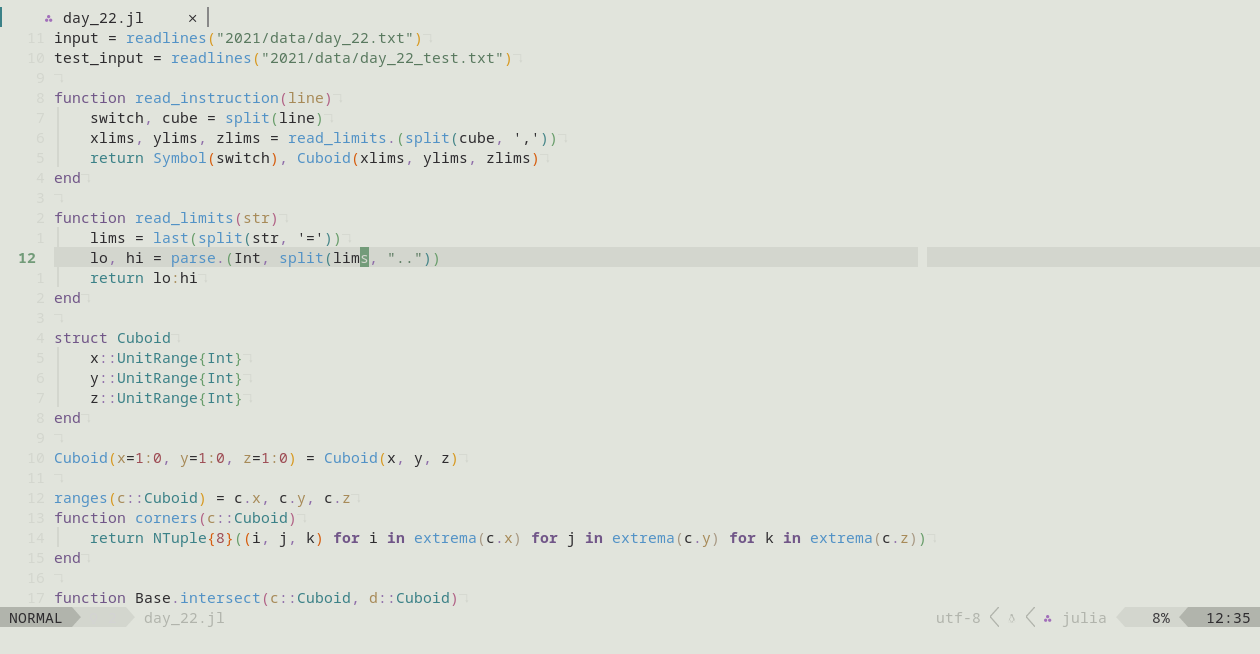 day_22.jl ×
11 input = readlines("2021/data/day_22.txt")
10 test_input = readlines("2021/data/day_22_test.txt")
9
8 function read_instruction(line)
7     switch, cube = split(line)
6     xlims, ylims, zlims = read_limits.(split(cube, ','))
5     return Symbol(switch), Cuboid(xlims, ylims, zlims)
4 end
3
2 function read_limits(str)
1     lims = last(split(str, '='))
12     lo, hi = parse.(Int, split(lims, ".."))
1     return lo:hi
2 end
3
4 struct Cuboid
5     x::UnitRange{Int}
6     y::UnitRange{Int}
7     z::UnitRange{Int}
8 end
9
10 Cuboid(x=1:0, y=1:0, z=1:0) = Cuboid(x, y, z)
11
12 ranges(c::Cuboid) = c.x, c.y, c.z
13 function corners(c::Cuboid)
14     return NTuple{8}((i, j, k) for i in extrema(c.x) for j in extrema(c.y) for k in extrema(c.z))
15 end
16
17 function Base.intersect(c::Cuboid, d::Cuboid)
NORMAL day_22.jl utf-8 julia 8% 12:35